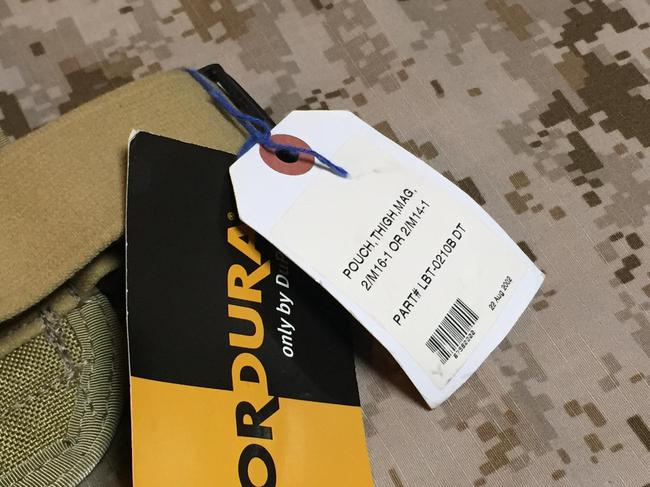 POUCH,THIGH,MAG,
2/M16-1 OR 2/M14-1
PART# LBT-0210B DT
22 Aug 2002
ORDURA®
only by